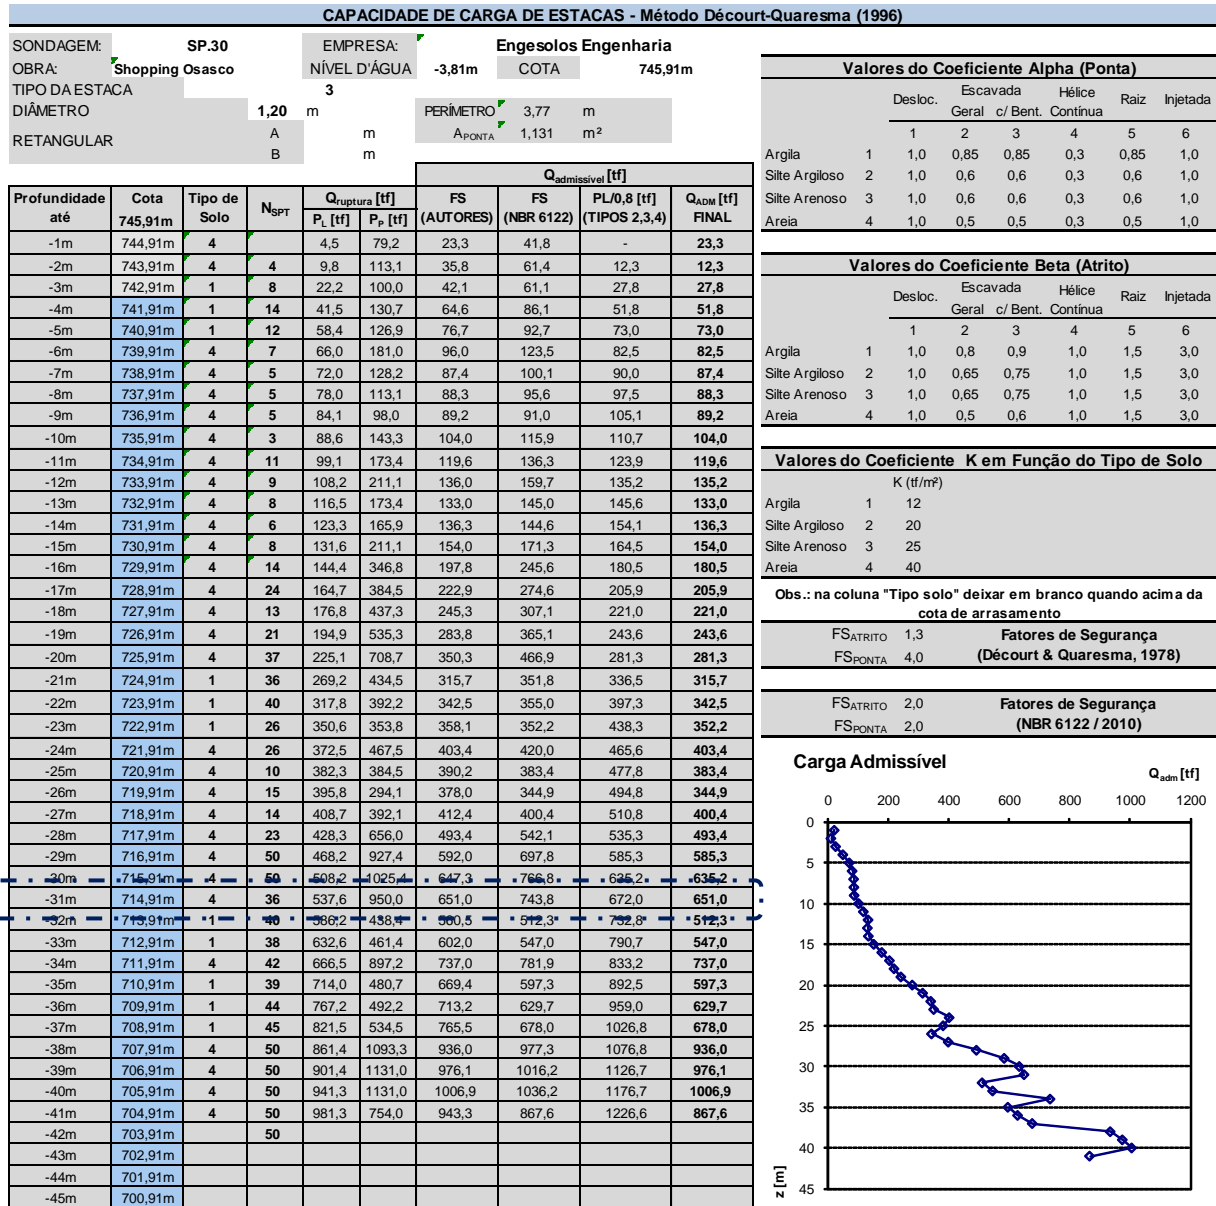 CAPACIDADE DE CARGA DE ESTACAS - Método Décourt-Quaresma (1996)
SONDAGEM: SP.30 EMPRESA: Engesolos Engenharia
OBRA: Shopping Osasco NÍVEL D'ÁGUA -3,81m COTA 745,91m
TIPO DA ESTACA 3
DIÂMETRO 1,20 m PERÍMETRO 3,77 m
RETANGULAR A m APONTA 1,131 m²
B m
Qadmissível [tf]
Profundidade até Cota 745,91m Tipo de Solo NSPT Qruptura [tf] PL [tf] PP [tf] FS (AUTORES) FS (NBR 6122) PL/0,8 [tf] (TIPOS 2,3,4) QADM [tf] FINAL
-1m 744,91m 4 4,5 79,2 23,3 41,8 - 23,3
-2m 743,91m 4 4 9,8 113,1 35,8 61,4 12,3 12,3
-3m 742,91m 1 8 22,2 100,0 42,1 61,1 27,8 27,8
-4m 741,91m 1 14 41,5 130,7 64,6 86,1 51,8 51,8
-5m 740,91m 1 12 58,4 126,9 76,7 92,7 73,0 73,0
-6m 739,91m 4 7 66,0 181,0 96,0 123,5 82,5 82,5
-7m 738,91m 4 5 72,0 128,2 87,4 100,1 90,0 87,4
-8m 737,91m 4 5 78,0 113,1 88,3 95,6 97,5 88,3
-9m 736,91m 4 5 84,1 98,0 89,2 91,0 105,1 89,2
-10m 735,91m 4 3 88,6 143,3 104,0 115,9 110,7 104,0
-11m 734,91m 4 11 99,1 173,4 119,6 136,3 123,9 119,6
-12m 733,91m 4 9 108,2 211,1 136,0 159,7 135,2 135,2
-13m 732,91m 4 8 116,5 173,4 133,0 145,0 145,6 133,0
-14m 731,91m 4 6 123,3 165,9 136,3 144,6 154,1 136,3
-15m 730,91m 4 8 131,6 211,1 154,0 171,3 164,5 154,0
-16m 729,91m 4 14 144,4 346,8 197,8 245,6 180,5 180,5
-17m 728,91m 4 24 164,7 384,5 222,9 274,6 205,9 205,9
-18m 727,91m 4 13 176,8 437,3 245,3 307,1 221,0 221,0
-19m 726,91m 4 21 194,9 535,3 283,8 365,1 243,6 243,6
-20m 725,91m 4 37 225,1 708,7 350,3 466,9 281,3 281,3
-21m 724,91m 1 36 269,2 434,5 315,7 351,8 336,5 315,7
-22m 723,91m 1 40 317,8 392,2 342,5 355,0 397,3 342,5
-23m 722,91m 1 26 350,6 353,8 358,1 352,2 438,3 352,2
-24m 721,91m 4 26 372,5 467,5 403,4 420,0 465,6 403,4
-25m 720,91m 4 10 382,3 384,5 390,2 383,4 477,8 383,4
-26m 719,91m 4 15 395,8 294,1 378,0 344,9 494,8 344,9
-27m 718,91m 4 14 408,7 392,1 412,4 400,4 510,8 400,4
-28m 717,91m 4 23 428,3 656,0 493,4 542,1 535,3 493,4
-29m 716,91m 4 50 468,2 927,4 592,0 697,8 585,3 585,3
-30m 715,91m 4 50 508,2 1025,4 647,3 766,8 635,2 635,2
-31m 714,91m 4 36 537,6 950,0 651,0 743,8 672,0 651,0
-32m 713,91m 1 40 586,2 438,4 560,5 512,3 732,8 512,3
-33m 712,91m 1 38 632,6 461,4 602,0 547,0 790,7 547,0
-34m 711,91m 4 42 666,5 897,2 737,0 781,9 833,2 737,0
-35m 710,91m 1 39 714,0 480,7 669,4 597,3 892,5 597,3
-36m 709,91m 1 44 767,2 492,2 713,2 629,7 959,0 629,7
-37m 708,91m 1 45 821,5 534,5 765,5 678,0 1026,8 678,0
-38m 707,91m 4 50 861,4 1093,3 936,0 977,3 1076,8 936,0
-39m 706,91m 4 50 901,4 1131,0 976,1 1016,2 1126,7 976,1
-40m 705,91m 4 50 941,3 1131,0 1006,9 1036,2 1176,7 1006,9
-41m 704,91m 4 50 981,3 754,0 943,3 867,6 1226,6 867,6
-42m 703,91m 50
-43m 702,91m
-44m 701,91m
-45m 700,91m
Valores do Coeficiente Alpha (Ponta)
Desloc. Escavada Hélice Raiz Injetada
Geral c/ Bent. Contínua
1 2 3 4 5 6
Argila 1 1,0 0,85 0,85 0,3 0,85 1,0
Silte Argiloso 2 1,0 0,6 0,6 0,3 0,6 1,0
Silte Arenoso 3 1,0 0,6 0,6 0,3 0,6 1,0
Areia 4 1,0 0,5 0,5 0,3 0,5 1,0
Valores do Coeficiente Beta (Atrito)
Desloc. Escavada Hélice Raiz Injetada
Geral c/ Bent. Contínua
1 2 3 4 5 6
Argila 1 1,0 0,8 0,9 1,0 1,5 3,0
Silte Argiloso 2 1,0 0,65 0,75 1,0 1,5 3,0
Silte Arenoso 3 1,0 0,65 0,75 1,0 1,5 3,0
Areia 4 1,0 0,5 0,6 1,0 1,5 3,0
Valores do Coeficiente K em Função do Tipo de Solo
K (tf/m²)
Argila 1 12
Silte Argiloso 2 20
Silte Arenoso 3 25
Areia 4 40
Obs.: na coluna "Tipo solo" deixar em branco quando acima da
cota de arrasamento
FSATRITO 1,3 Fatores de Segurança
FSPONTA 4,0 (Décourt & Quaresma, 1978)
FSATRITO 2,0 Fatores de Segurança
FSPONTA 2,0 (NBR 6122 / 2010)
Carga Admissível
Qadm [tf]
0 200 400 600 800 1000 1200
0
5
10
15
20
25
30
35
40
45
z [m]